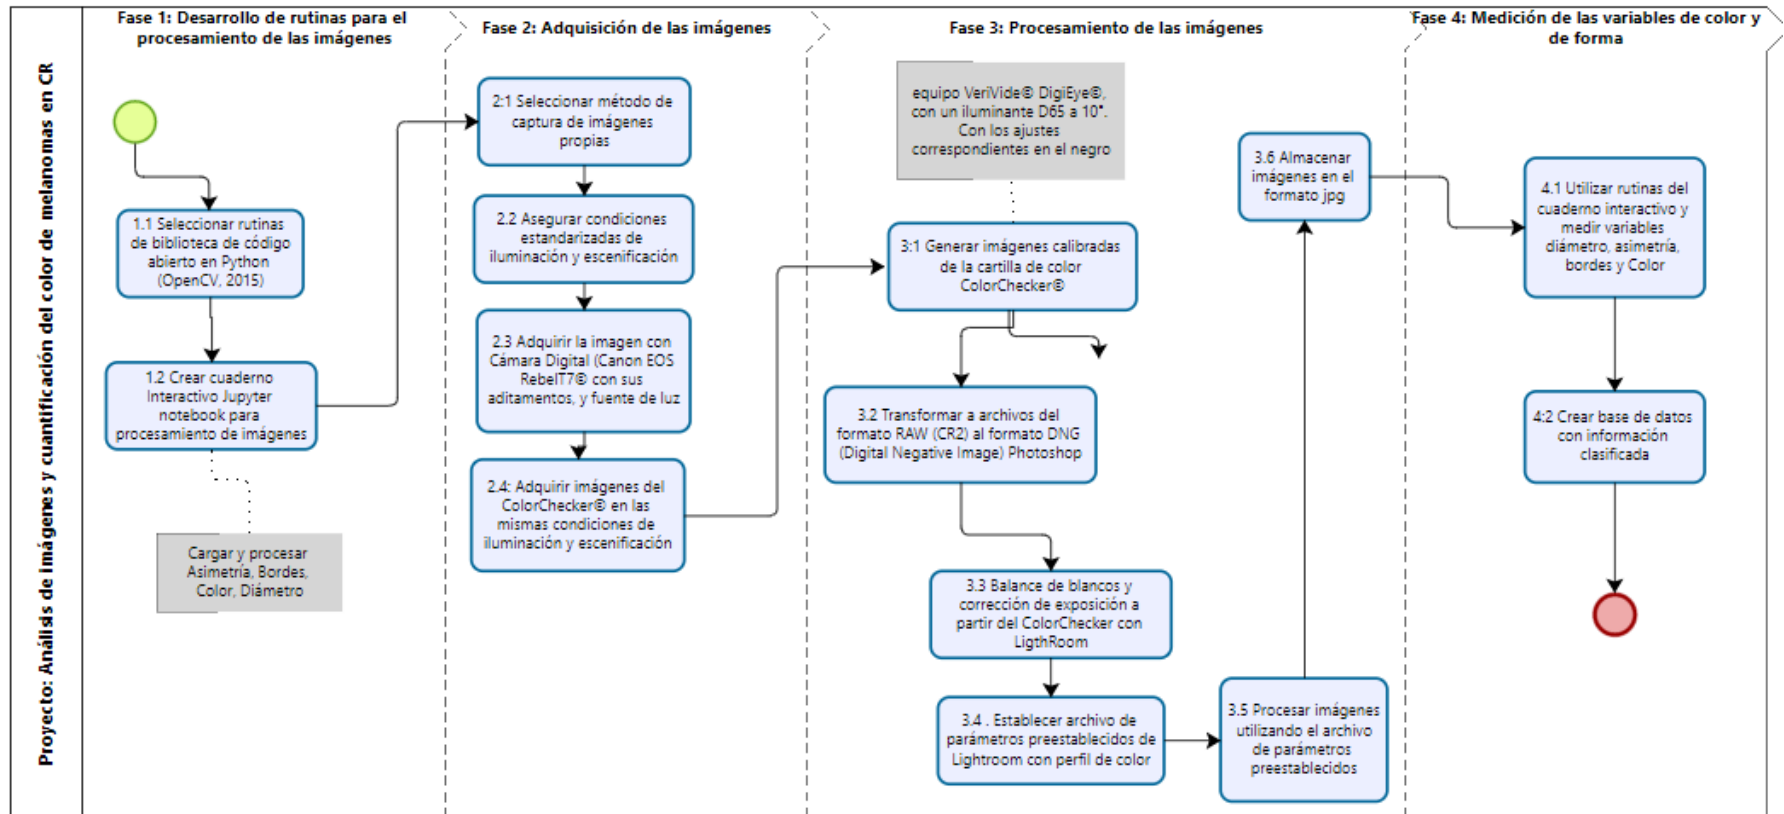 Proyecto: Análisis de imágenes y cuantificación del color de melanomas en CR
Fase 1: Desarrollo de rutinas para el
procesamiento de las imágenes
1.1 Seleccionar rutinas
de biblioteca de código
abierto en Python
(OpenCV, 2015)
1.2 Crear cuaderno
Interactivo Jupyter
notebook para
procesamiento de imágenes
Cargar y procesar
Asimetría, Bordes,
Color, Diámetro
Fase 2: Adquisición de las imágenes
2:1 Seleccionar método de
captura de imágenes
propias
2.2 Asegurar condiciones
estandarizadas de
iluminación y escenificación
2.3 Adquirir la imagen con
Cámara Digital (Canon EOS
RebelT7® con sus
aditamentos, y fuente de luz
2.4: Adquirir imágenes del
ColorChecker® en las
mismas condiciones de
iluminación y escenificación
Fase 3: Procesamiento de las imágenes
equipo VeriVide® DigiEye®,
con un iluminante D65 a 10°.
Con los ajustes
correspondientes en el negro
3:1 Generar imágenes calibradas
de la cartilla de color
ColorChecker®
3.2 Transformar a archivos del
formato RAW (CR2) al formato DNG
(Digital Negative Image) Photoshop
3.3 Balance de blancos y
corrección de exposición a
partir del ColorChecker con
LigthRoom
3.4 . Establecer archivo de
parámetros preestablecidos de
Lightroom con perfil de color
3.5 Procesar imágenes
utilizando el archivo
de parámetros
preestablecidos
3.6 Almacenar
imágenes en el
formato jpg
Fase 4: Medición de las variables de color y
de forma
4.1 Utilizar rutinas del
cuaderno interactivo y
medir variables
diámetro, asimetría,
bordes y Color
4:2 Crear base de datos
con información
clasificada